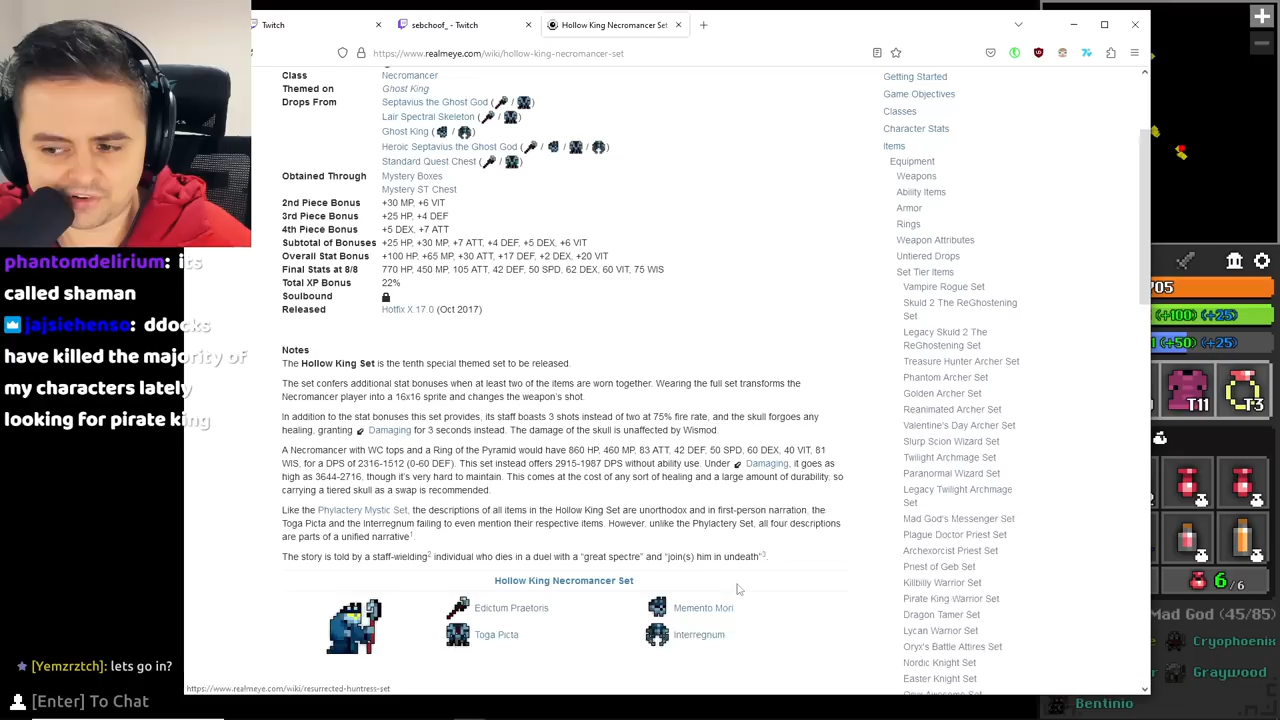 Twitch
sebchoof_ - Twitch
Hollow King Necromancer Set
https://www.realmeye.com/wiki/hollow-king-necromancer-set
Class Necromancer
Themed on Ghost King
Drops From Septavius the Ghost God ( / )
Lair Spectral Skeleton ( / )
Ghost King ( / )
Heroic Septavius the Ghost God ( / / / )
Standard Quest Chest ( / )
Obtained Through Mystery Boxes
Mystery ST Chest
2nd Piece Bonus +30 MP, +6 VIT
3rd Piece Bonus +25 HP, +4 DEF
4th Piece Bonus +5 DEX, +7 ATT
Subtotal of Bonuses +25 HP, +30 MP, +7 ATT, +4 DEF, +5 DEX, +6 VIT
Overall Stat Bonus +100 HP, +65 MP, +30 ATT, +17 DEF, +2 DEX, +20 VIT
Final Stats at 8/8 770 HP, 450 MP, 105 ATT, 42 DEF, 50 SPD, 62 DEX, 60 VIT, 75 WIS
Total XP Bonus 22%
Soulbound
Released Hotfix X.17.0 (Oct 2017)
Notes
The Hollow King Set is the tenth special themed set to be released.
The set confers additional stat bonuses when at least two of the items are worn together. Wearing the full set transforms the
Necromancer player into a 16x16 sprite and changes the weapon's shot.
In addition to the stat bonuses this set provides, its staff boasts 3 shots instead of two at 75% fire rate, and the skull forgoes any
healing, granting Damaging for 3 seconds instead. The damage of the skull is unaffected by Wismod.
A Necromancer with WC tops and a Ring of the Pyramid would have 860 HP, 460 MP, 83 ATT, 42 DEF, 50 SPD, 60 DEX, 40 VIT, 81
WIS, for a DPS of 2316-1512 (0-60 DEF). This set instead offers 2915-1987 DPS without ability use. Under Damaging, it goes as
high as 3644-2716, though it's very hard to maintain. This comes at the cost of any sort of healing and a large amount of durability, so
carrying a tiered skull as a swap is recommended.
Like the Phylactery Mystic Set, the descriptions of all items in the Hollow King Set are unorthodox and in first-person narration, the
Toga Picta and the Interregnum failing to even mention their respective items. However, unlike the Phylactery Set, all four descriptions
are parts of a unified narrative1.
The story is told by a staff-wielding2 individual who dies in a duel with a “great spectre” and “join(s) him in undeath”3.
Hollow King Necromancer Set
Edictum Praetoris Memento Mori
Toga Picta Interregnum
https://www.realmeye.com/wiki/resurrected-huntress-set
Getting Started
Game Objectives
Classes
Character Stats
Items
Equipment
Weapons
Ability Items
Armor
Rings
Weapon Attributes
Untiered Drops
Set Tier Items
Vampire Rogue Set
Skuld 2 The ReGhostening
Set
Legacy Skuld 2 The
ReGhostening Set
Treasure Hunter Archer Set
Phantom Archer Set
Golden Archer Set
Reanimated Archer Set
Valentine's Day Archer Set
Slurp Scion Wizard Set
Twilight Archmage Set
Paranormal Wizard Set
Legacy Twilight Archmage
Set
Mad God's Messenger Set
Plague Doctor Priest Set
Archexorcist Priest Set
Priest of Geb Set
Killbilly Warrior Set
Pirate King Warrior Set
Dragon Tamer Set
Lycan Warrior Set
Oryx's Battle Attires Set
Nordic Knight Set
Easter Knight Set
phantomdelirium: its
called shaman
jajsiehenso: ddocks
have killed the majority of
my characters lately
looking for pirate king
[Yemzrztch]: lets go in?
[Enter] To Chat
705
(+100) (+25)
(+50) (+25)
T11 T3
6/6
Mad God (45/85)
Cryophoenix
Graywood
Bentinio